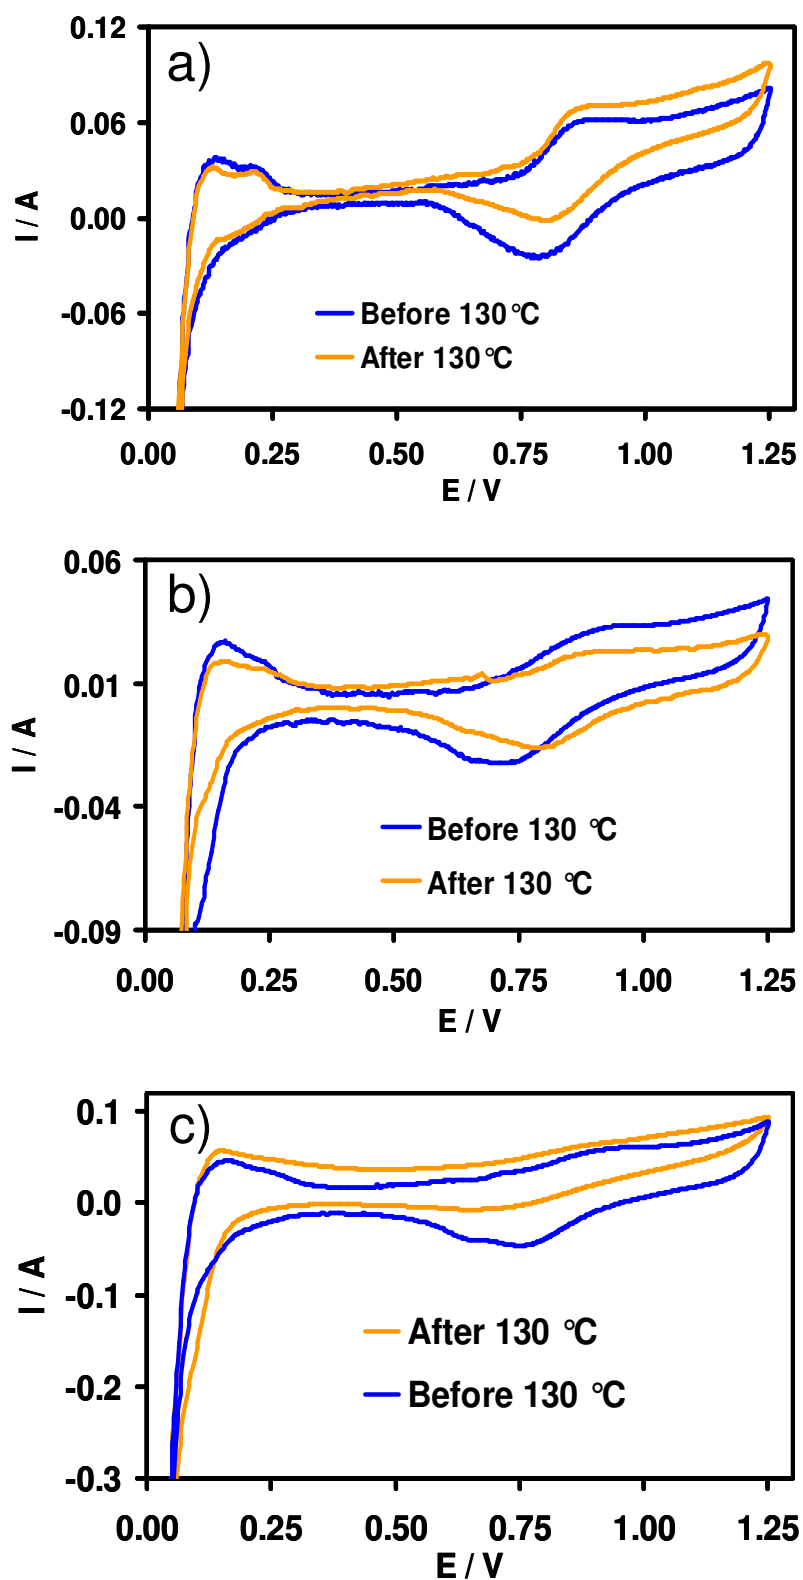 a)
0.12
0.06
0.00
-0.06
-0.12
I / A
Before 130°C
After 130°C
0.00 0.25 0.50 0.75 1.00 1.25
E / V
b)
0.06
0.01
-0.04
-0.09
I / A
Before 130 °C
After 130 °C
0.00 0.25 0.50 0.75 1.00 1.25
E / V
c)
0.1
0.0
-0.1
-0.2
-0.3
I / A
After 130 °C
Before 130 °C
0.00 0.25 0.50 0.75 1.00 1.25
E / V